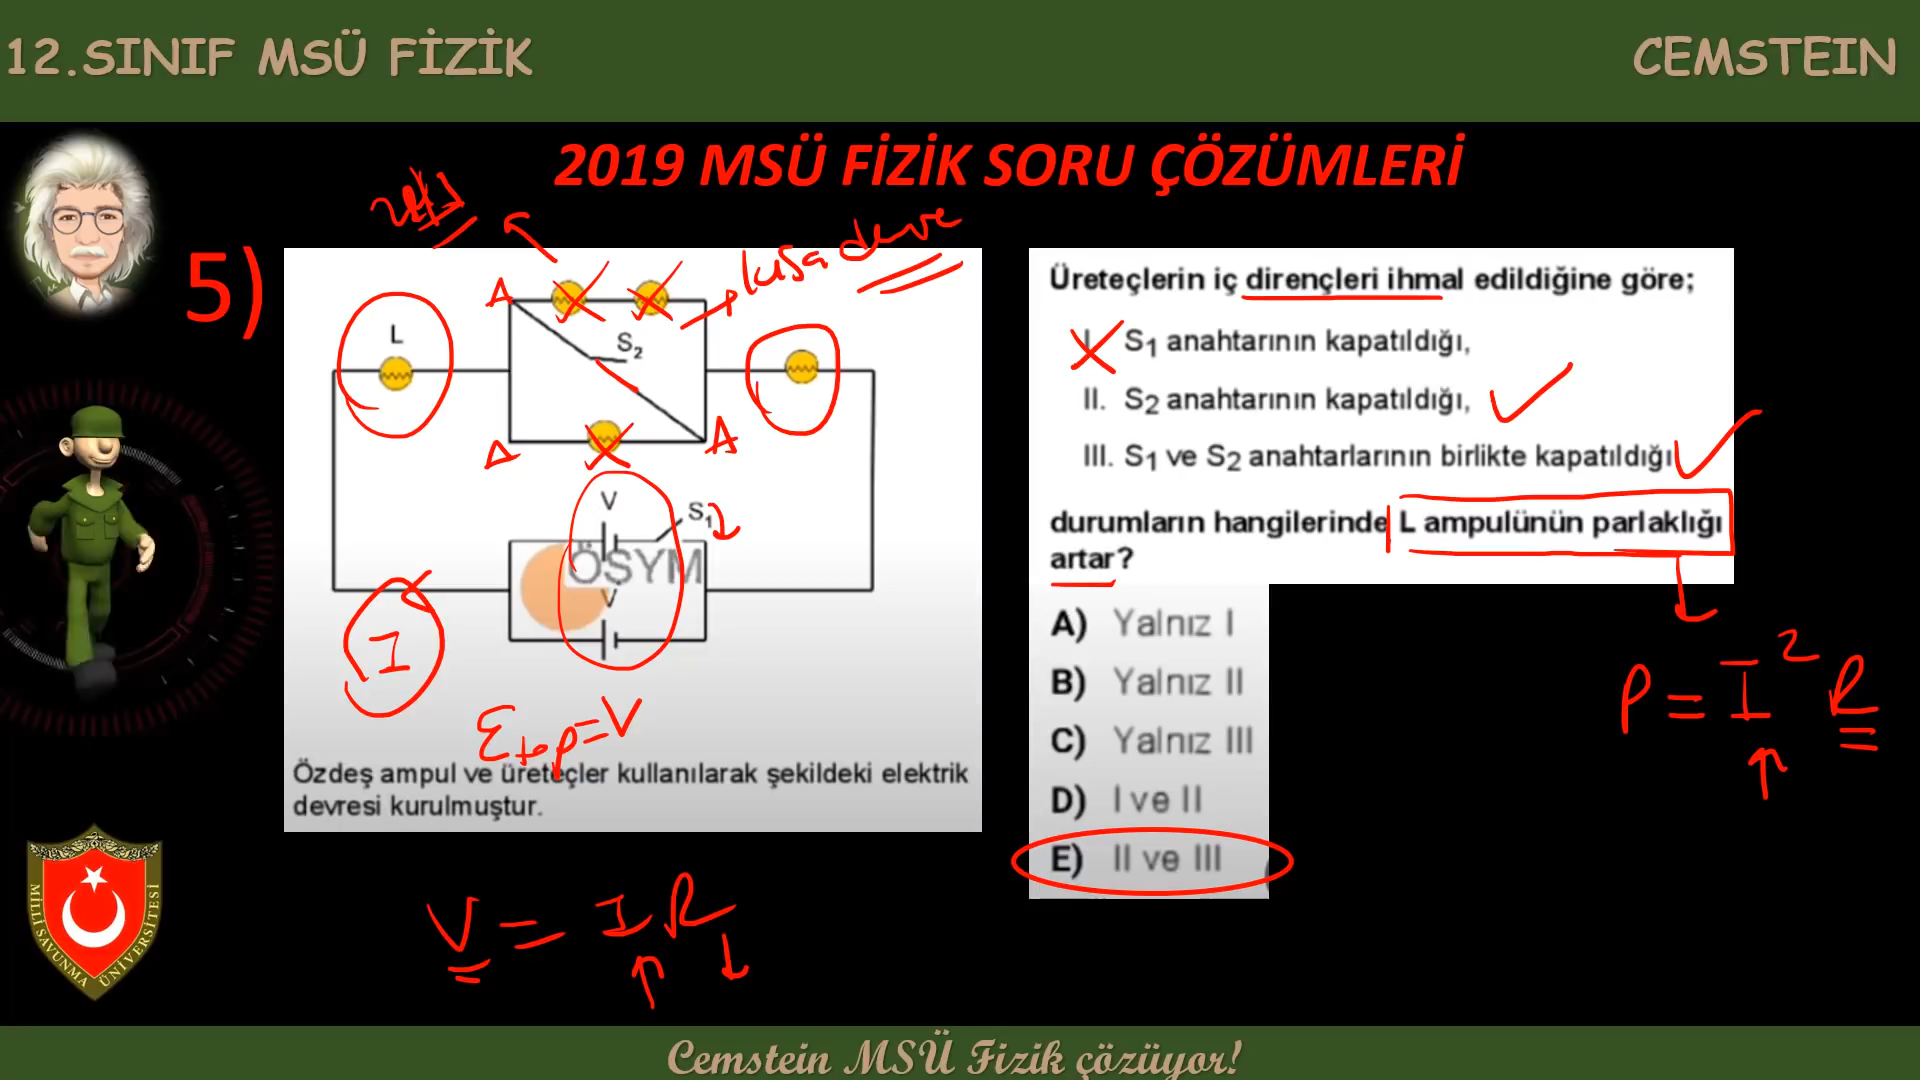 12.SINIF MSÜ FİZİK
CEMSTEIN
2019 MSÜ FİZİK SORU ÇÖZÜMLERİ
5)
kısa devre
A
L
S2
A
A
V
S1
ÖSYM
V
I
Ɛtop=V
Özdeş ampul ve üreteçler kullanılarak şekildeki elektrik
devresi kurulmuştur.
V = IR
Üreteçlerin iç dirençleri ihmal edildiğine göre;
I. S1 anahtarının kapatıldığı,
II. S2 anahtarının kapatıldığı,
III. S1 ve S2 anahtarlarının birlikte kapatıldığı
durumların hangilerinde L ampulünün parlaklığı
artar?
A) Yalnız I
B) Yalnız II
C) Yalnız III
D) I ve II
E) II ve III
P = I²R
MİLLİ SAVUNMA ÜNİVERSİTESİ
Cemstein MSÜ Fizik çözüyor!